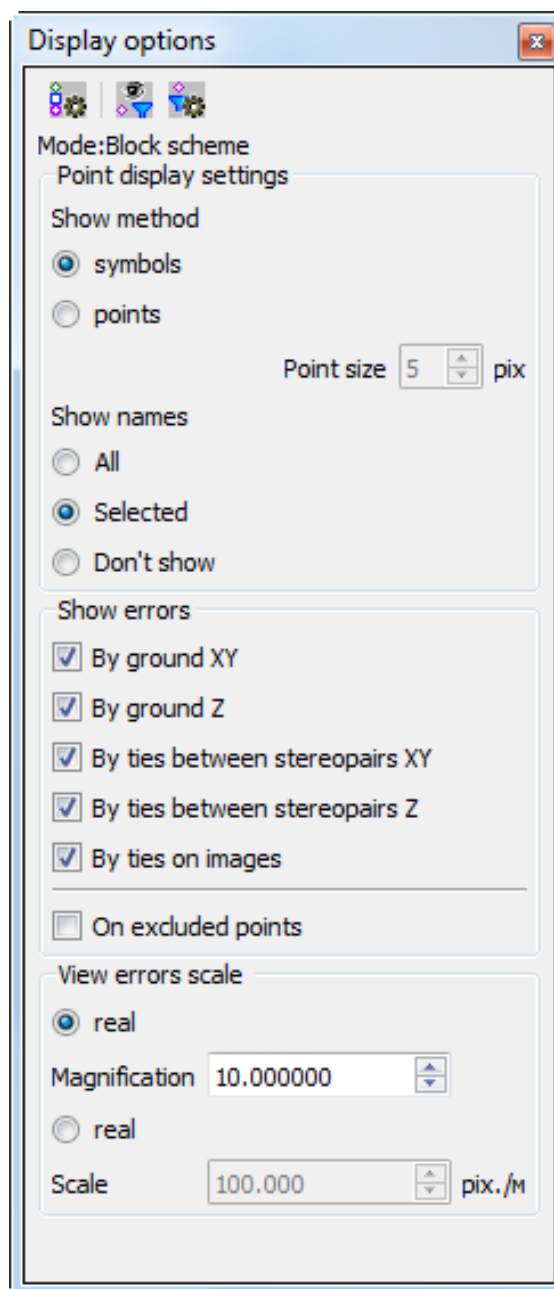 Display options
Mode:Block scheme
Point display settings
Show method
symbols
points
Point size 5 pix
Show names
All
Selected
Don't show
Show errors
By ground XY
By ground Z
By ties between stereopairs XY
By ties between stereopairs Z
By ties on images
On excluded points
View errors scale
real
Magnification 10.000000
real
Scale 100.000 pix./м